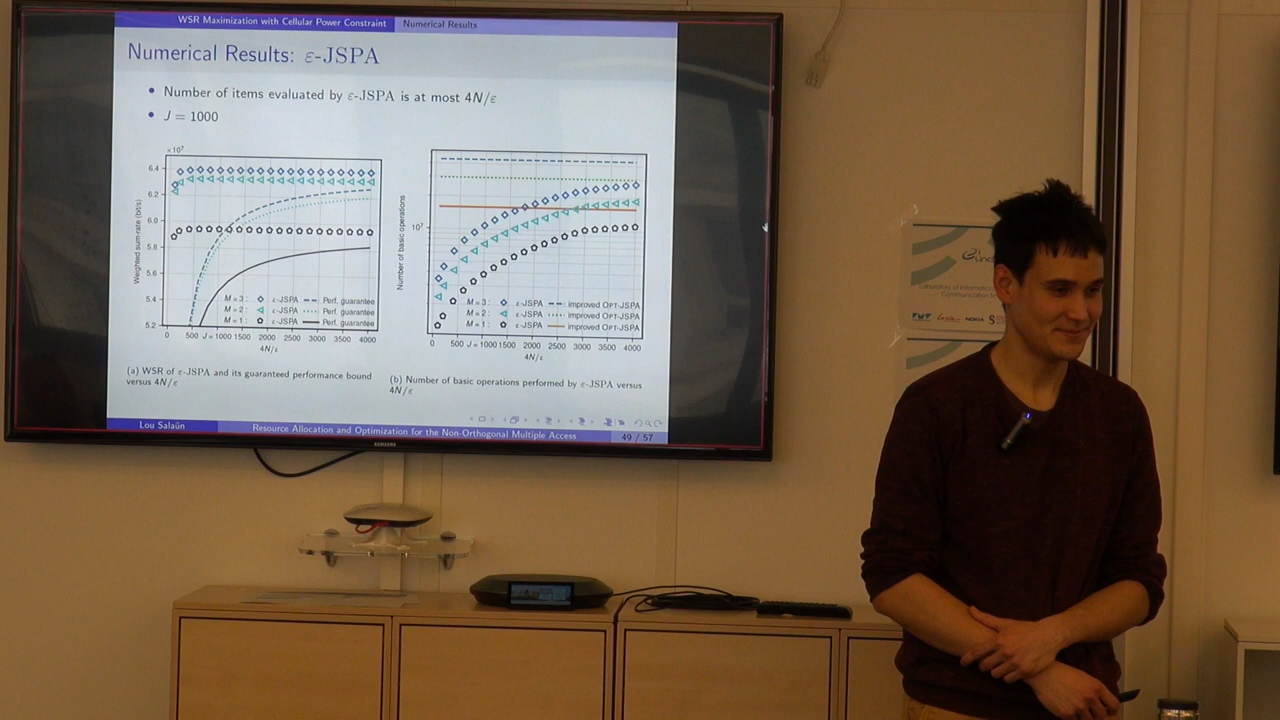 WSR Maximization with Cellular Power Constraint Numerical Results
Numerical Results: ε-JSPA
• Number of items evaluated by ε-JSPA is at most 4N/ε
• J = 1000
×10⁷
6.4
6.2
6.0
5.8
5.6
5.4
5.2
Weighted sum-rate (bit/s)
M = 3 : ε-JSPA Perf. guarantee
M = 2 : ε-JSPA Perf. guarantee
M = 1 : ε-JSPA Perf. guarantee
0 500 J = 1000 1500 2000 2500 3000 3500 4000
4N/ε
(a) WSR of ε-JSPA and its guaranteed performance bound
versus 4N/ε
10⁷
Number of basic operations
M = 3 : ε-JSPA improved OPT-JSPA
M = 2 : ε-JSPA improved OPT-JSPA
M = 1 : ε-JSPA improved OPT-JSPA
0 500 J = 1000 1500 2000 2500 3000 3500 4000
4N/ε
(b) Number of basic operations performed by ε-JSPA versus
4N/ε
Lou Salaün Resource Allocation and Optimization for the Non-Orthogonal Multiple Access 49 / 57
SAMSUNG
Laboratory of Information
Communication
NOKIA